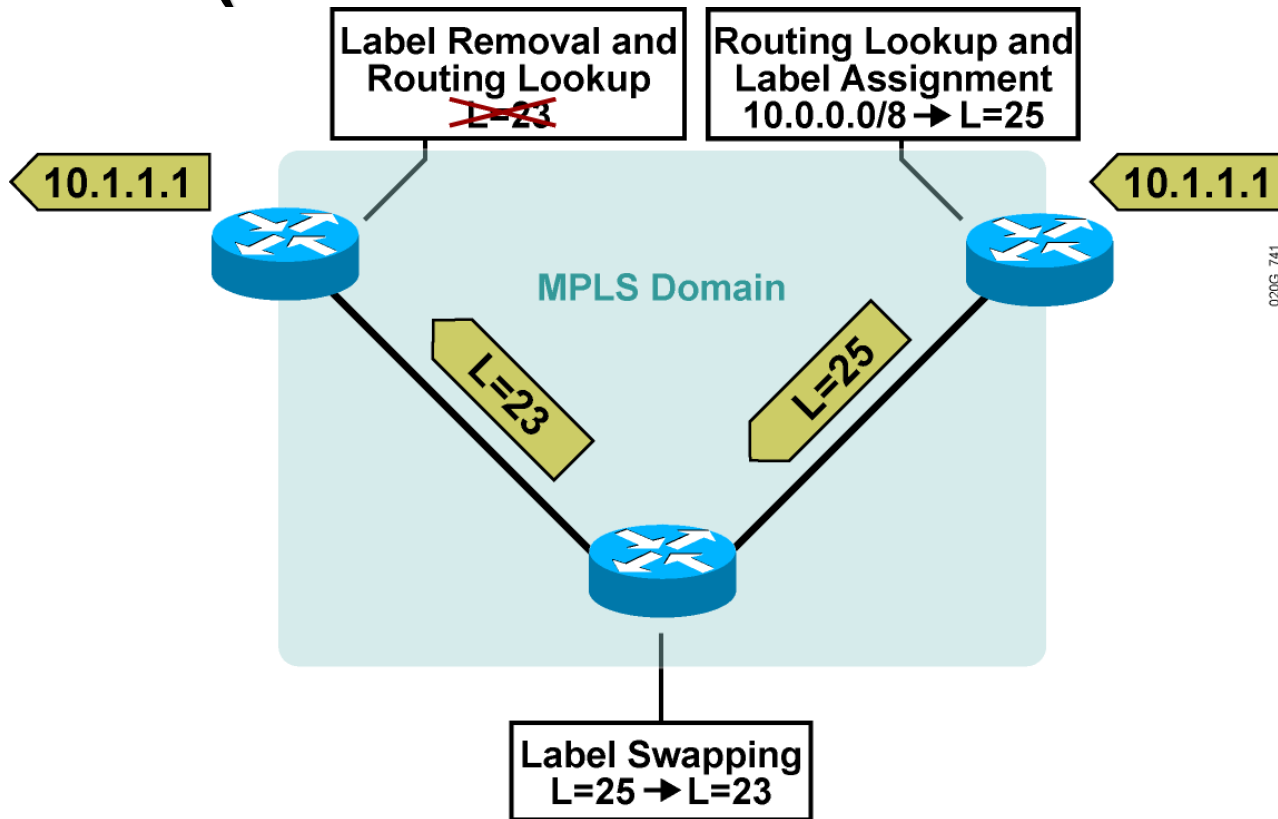 Label Removal and
Routing Lookup
L=23
Routing Lookup and
Label Assignment
10.0.0.0/8 → L=25
10.1.1.1
10.1.1.1
020G_741
MPLS Domain
L=23
L=25
Label Swapping
L=25 → L=23